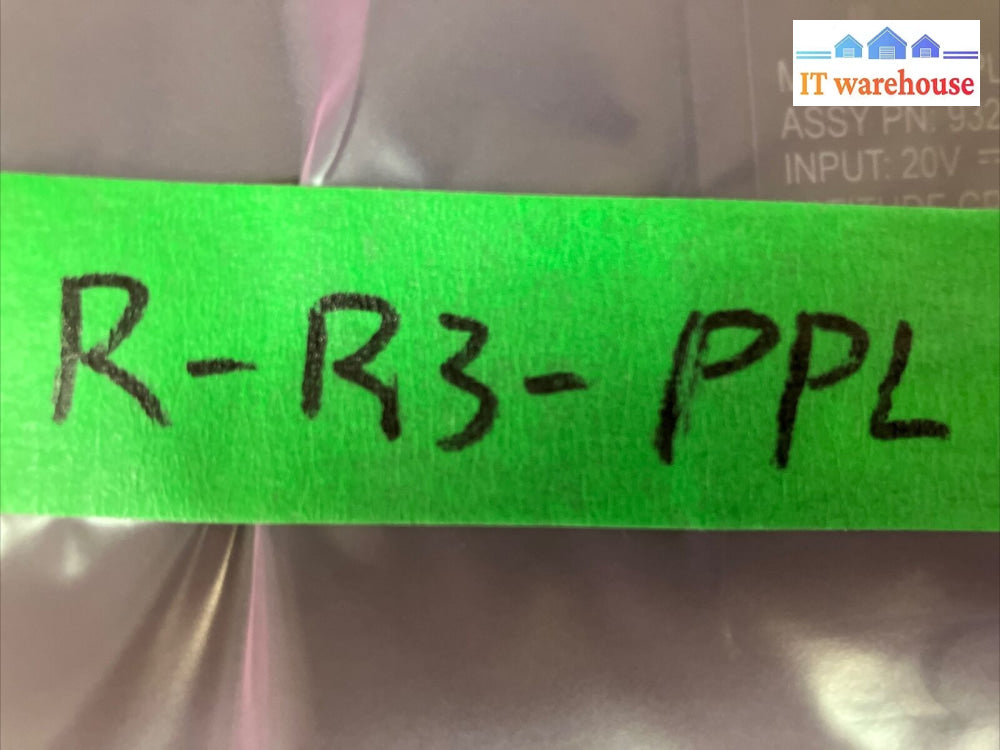 IT warehouse
ASSY PN: 932
INPUT: 20V ⎓
R-R3-PPL